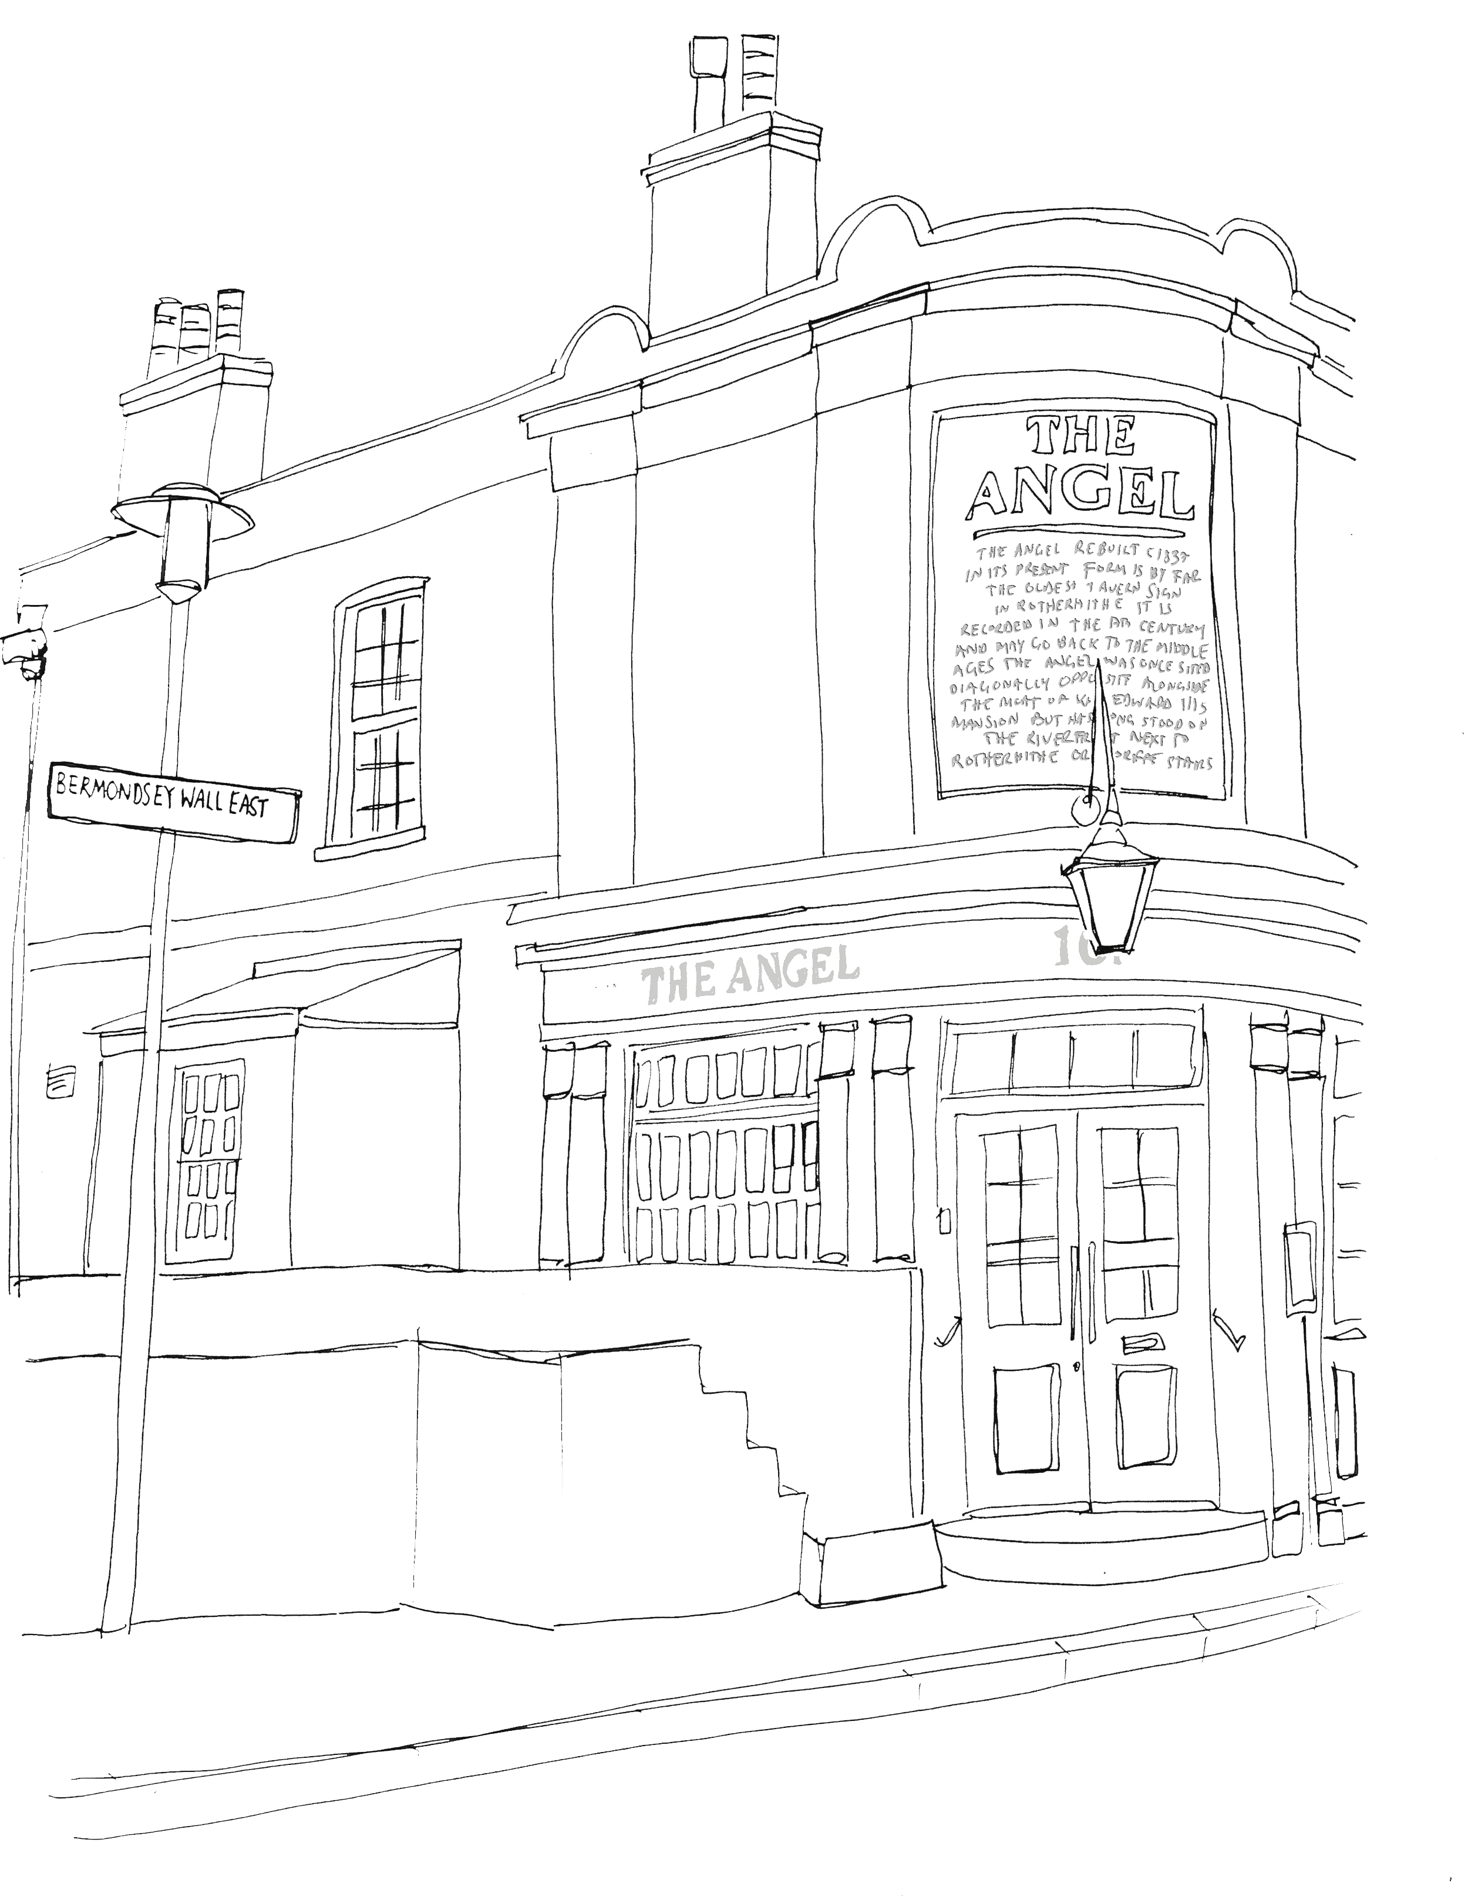 THE
ANGEL
THE ANGEL REBUILT C1837
IN ITS PRESENT FORM IS BY FAR
THE OLDEST TAVERN SIGN
IN ROTHERHITHE IT IS
RECORDED IN THE CENTURY
AND MAY GO BACK TO THE MIDDLE
AGES THE ANGEL WAS ONCE SITED
DIAGONALLY OPPOSITE ALONGSIDE
THE MOAT OF EDWARD IIIS
MANSION BUT HAS STOOD ON
THE NEXT TO
ROTHERHITHE OR STAIRS
BERMONDSEY WALL EAST
THE ANGEL